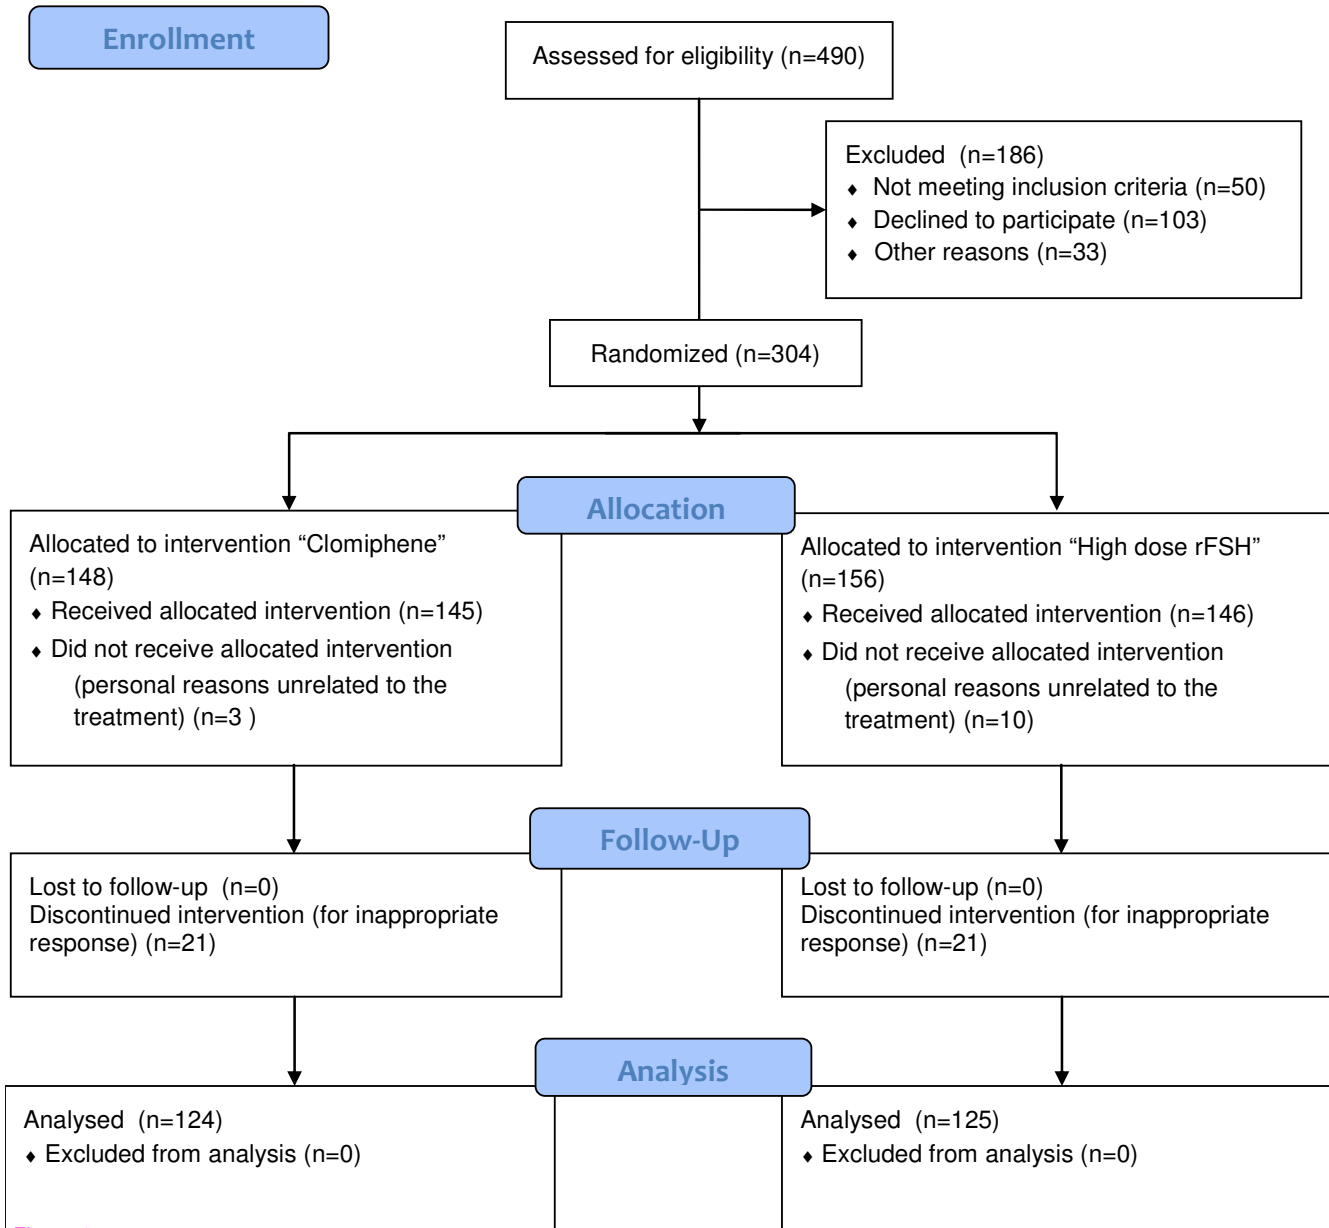 Enrollment
Assessed for eligibility (n=490)
Excluded (n=186)
♦ Not meeting inclusion criteria (n=50)
♦ Declined to participate (n=103)
♦ Other reasons (n=33)
Randomized (n=304)
Allocation
Allocated to intervention “Clomiphene”
(n=148)
♦ Received allocated intervention (n=145)
♦ Did not receive allocated intervention
(personal reasons unrelated to the
treatment) (n=3 )
Allocated to intervention “High dose rFSH”
(n=156)
♦ Received allocated intervention (n=146)
♦ Did not receive allocated intervention
(personal reasons unrelated to the
treatment) (n=10)
Follow-Up
Lost to follow-up (n=0)
Discontinued intervention (for inappropriate
response) (n=21)
Lost to follow-up (n=0)
Discontinued intervention (for inappropriate
response) (n=21)
Analysis
Analysed (n=124)
♦ Excluded from analysis (n=0)
Analysed (n=125)
♦ Excluded from analysis (n=0)